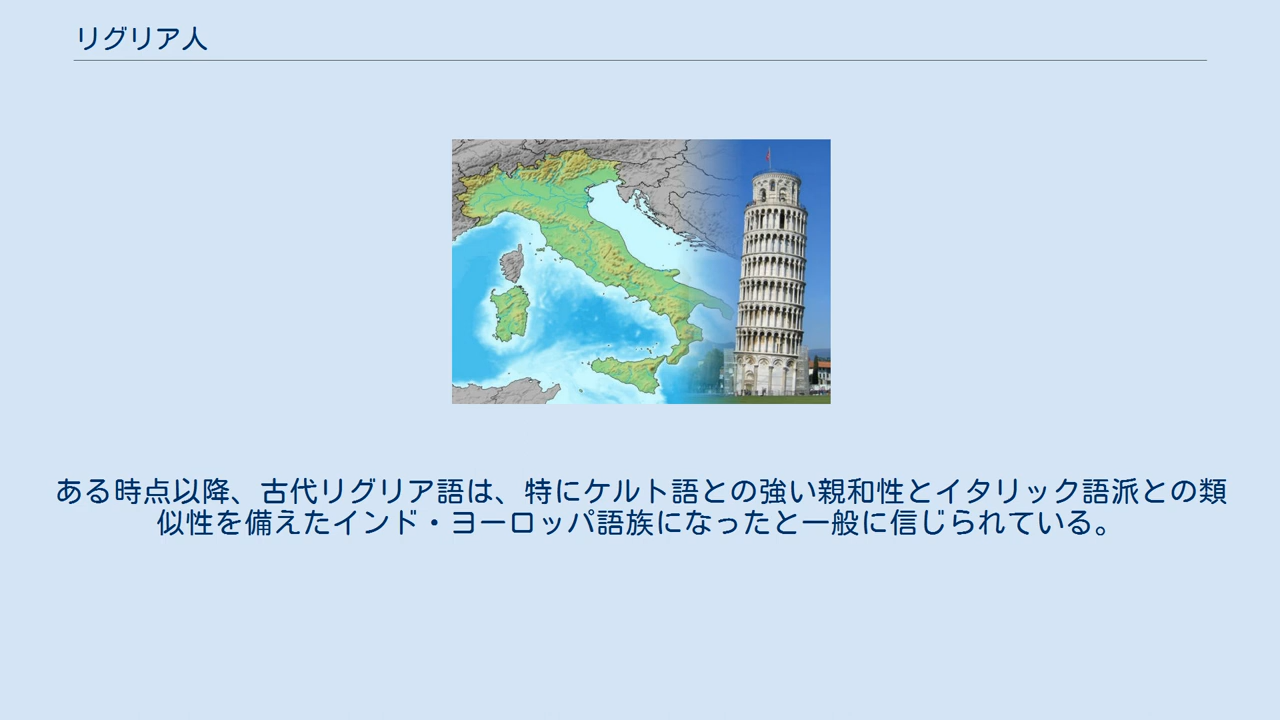 リグリア人
ある時点以降、古代リグリア語は、特にケルト語との強い親和性とイタリック語派との類
似性を備えたインド・ヨーロッパ語族になったと一般に信じられている。